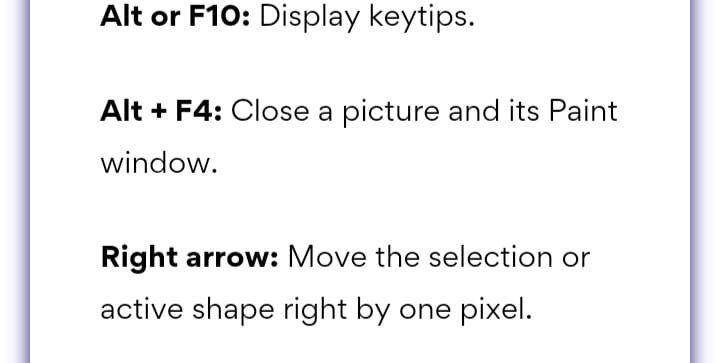 Alt or F10: Display keytips.
Alt + F4: Close a picture and its Paint
window.
Right arrow: Move the selection or
active shape right by one pixel.